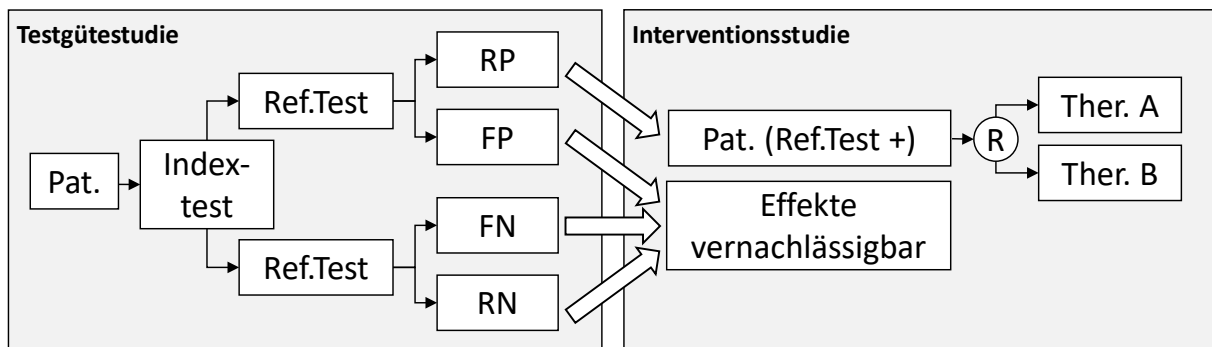 Testgütestudie
Pat.
Index-
test
Ref.Test
Ref.Test
RP
FP
FN
RN
Interventionsstudie
Pat. (Ref.Test +)
Effekte
vernachlässigbar
R
Ther. A
Ther. B